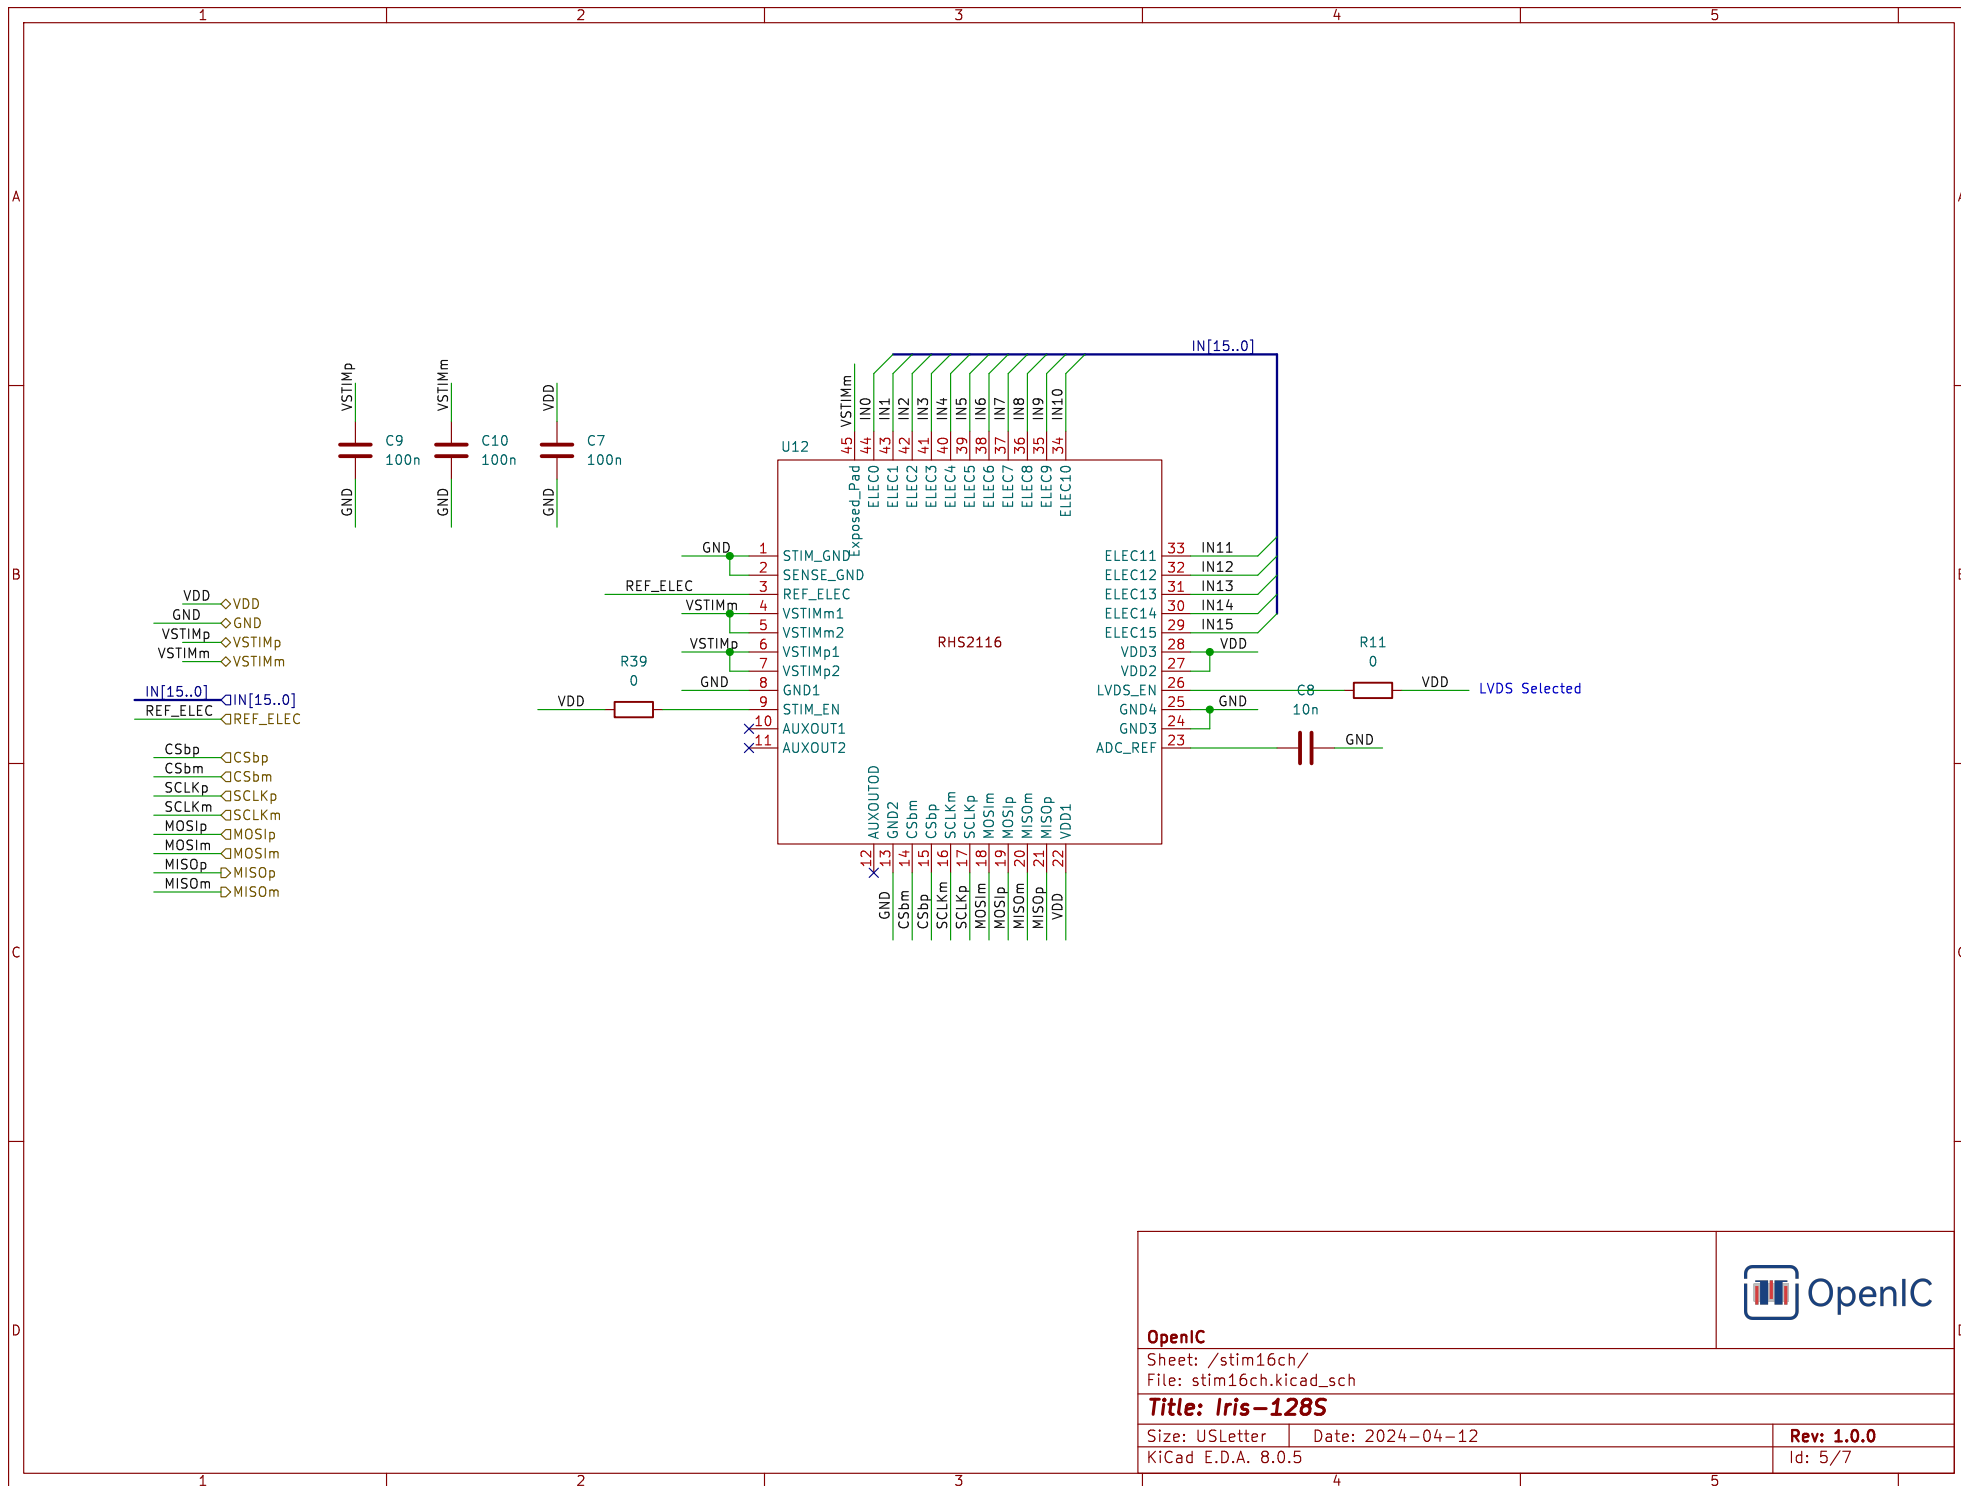 1 2 3 4 5
A
IN[15..0]
VSTIMp VSTIMm VDD
C9 C10 C7
100n 100n 100n
GND GND GND
VSTIMm IN0 IN1 IN2 IN3 IN4 IN5 IN6 IN7 IN8 IN9 IN10
U12
45 44 43 42 41 40 39 38 37 36 35 34
Exposed_Pad ELEC0 ELEC1 ELEC2 ELEC3 ELEC4 ELEC5 ELEC6 ELEC7 ELEC8 ELEC9 ELEC10
B
GND 1 STIM_GND
2 SENSE_GND
REF_ELEC 3 REF_ELEC
VSTIMm 4 VSTIMm1
5 VSTIMm2
VSTIMp 6 VSTIMp1
7 VSTIMp2
GND 8 GND1
R39
0
VDD 9 STIM_EN
10 AUXOUT1
11 AUXOUT2
RHS2116
ELEC11 33 IN11
ELEC12 32 IN12
ELEC13 31 IN13
ELEC14 30 IN14
ELEC15 29 IN15
VDD3 28 VDD
VDD2 27
LVDS_EN 26
R11
0
VDD LVDS Selected
GND4 25 GND
GND3 24
ADC_REF 23
C8
10n
GND
VDD VDD
GND GND
VSTIMp VSTIMp
VSTIMm VSTIMm
IN[15..0] IN[15..0]
REF_ELEC REF_ELEC
CSbp CSbp
CSbm CSbm
SCLKp SCLKp
SCLKm SCLKm
MOSIp MOSIp
MOSIm MOSIm
MISOp MISOp
MISOm MISOm
AUXOUTOD GND2 CSbm CSbp SCLKm SCLKp MOSIm MOSIp MISOm MISOp VDD1
12 13 14 15 16 17 18 19 20 21 22
GND CSbm CSbp SCLKm SCLKp MOSIm MOSIp MISOm MISOp VDD
C
D
OpenIC
OpenIC
Sheet: /stim16ch/
File: stim16ch.kicad_sch
Title: Iris-128S
Size: USLetter Date: 2024-04-12 Rev: 1.0.0
KiCad E.D.A. 8.0.5 Id: 5/7
1 2 3 4 5